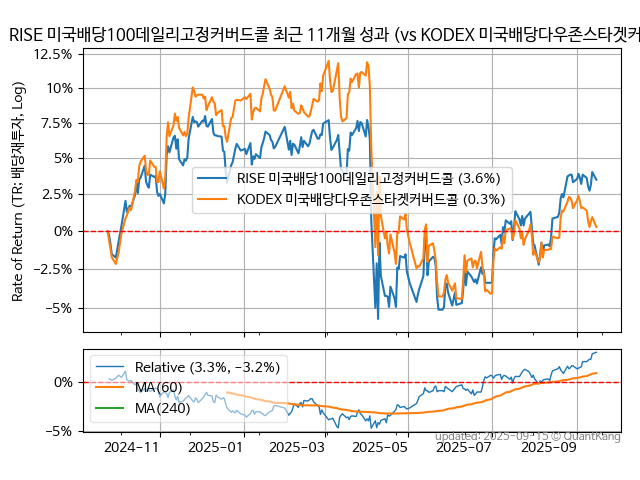 RISE 미국배당100데일리고정커버드콜 최근 11개월 성과 (vs KODEX 미국배당다우존스타겟커
Rate of Return (TR: 배당재투자, Log)
12.5%
10%
7.5%
5%
2.5%
0%
−2.5%
−5%
RISE 미국배당100데일리고정커버드콜 (3.6%)
KODEX 미국배당다우존스타겟커버드콜 (0.3%)
0%
−5%
Relative (3.3%, −3.2%)
MA(60)
MA(240)
updated: 2025-09-15 © QuantKang
2024-11
2025-01
2025-03
2025-05
2025-07
2025-09